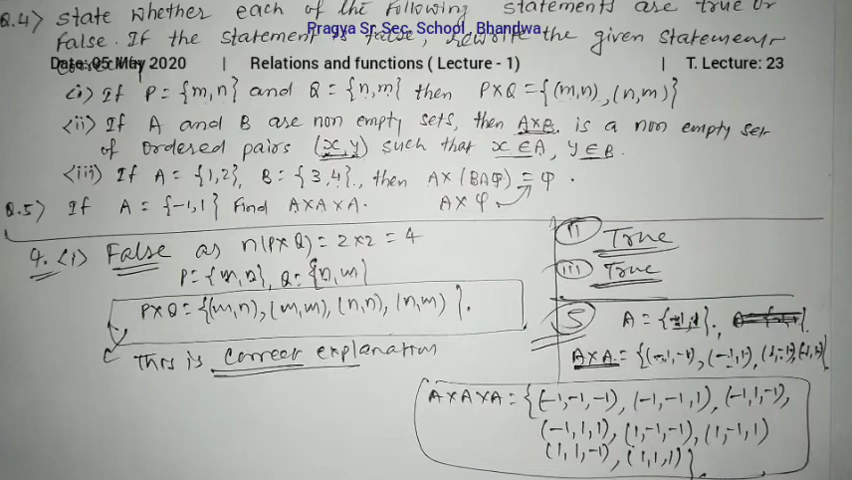 Q.4> State whether each of the following statements are true or
False. If the statement is false, rewrite the given statement
correctly
Pragya Sr. Sec. School , Bhandwa
Date: 05 May 2020 | Relations and functions ( Lecture - 1) | T. Lecture: 23
<i> If P = {m,n} and Q = {n,m} then P×Q = {(m,n), (n,m)}
<ii> If A and B are non empty sets, then A×B. is a non empty set
of ordered pairs (x,y) such that x ∈ A, y ∈ B.
<iii> If A = {1,2}, B = {3,4}, then A× (B∩φ) = φ .
Q.5> If A = {-1,1} Find A×A×A. A× φ
4. <i> False as n(P×Q) = 2×2 = 4
P = {m,n}, Q = {n,m}
P×Q = {(m,n), (m,m), (n,n), (n,m) }.
This is correct explanation
ii True
iii True
5 A = {-1,1}.,
A×A = {(-1,-1), (-1,1), (1,-1), (1,1)}
A×A×A = {(-1,-1,-1), (-1,-1,1), (-1,1,-1),
(-1,1,1), (1,-1,-1), (1,-1,1)
(1,1,-1), (1,1,1)}